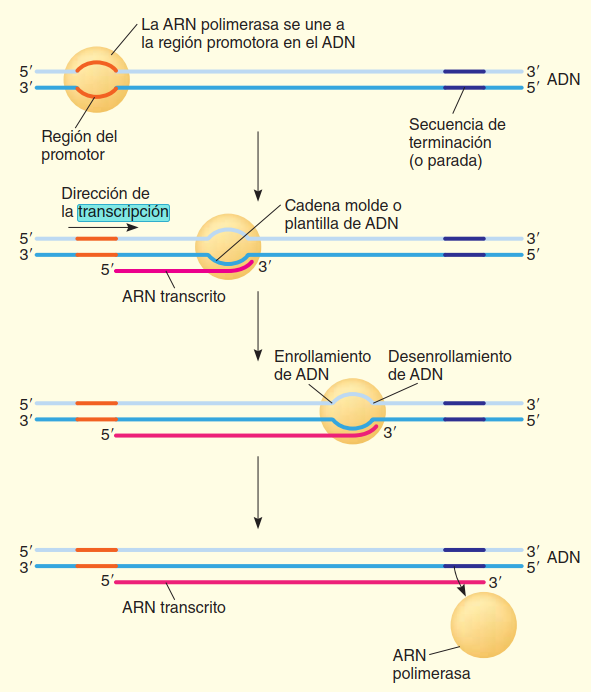 La ARN polimerasa se une a
la región promotora en el ADN
5′ 3′
3′ 5′ ADN
Región del
promotor
Secuencia de
terminación
(o parada)
Dirección de
la transcripción
Cadena molde o
plantilla de ADN
5′ 3′
3′ 5′
5′ 3′
ARN transcrito
Enrollamiento
de ADN
Desenrollamiento
de ADN
5′ 3′
3′ 5′
5′ 3′
5′ 3′
3′ 5′ ADN
5′ 3′
ARN transcrito
ARN
polimerasa